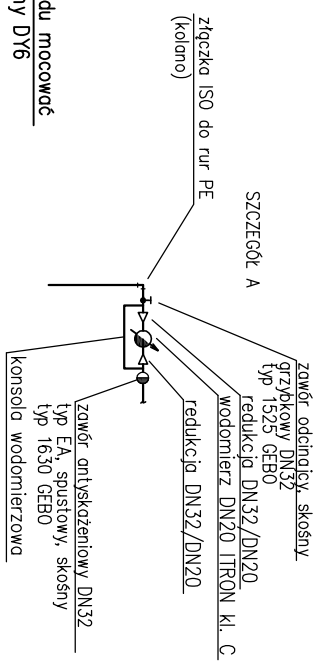 SZCZEGÓŁ A
złączka ISO do rur PE
(kolano)
zawór odcinajcy, skośny
grzybkowy DN32
typ 1525 GEBO
redukcja DN32/DN20
wodomierz DN20 ITRON kl. C
redukcja DN32/DN20
zawór antyskażeniowy DN32
typ EA, spustowy, skośny
typ 1630 GEBO
konsola wodomierzowa
du mocować
ny DY6